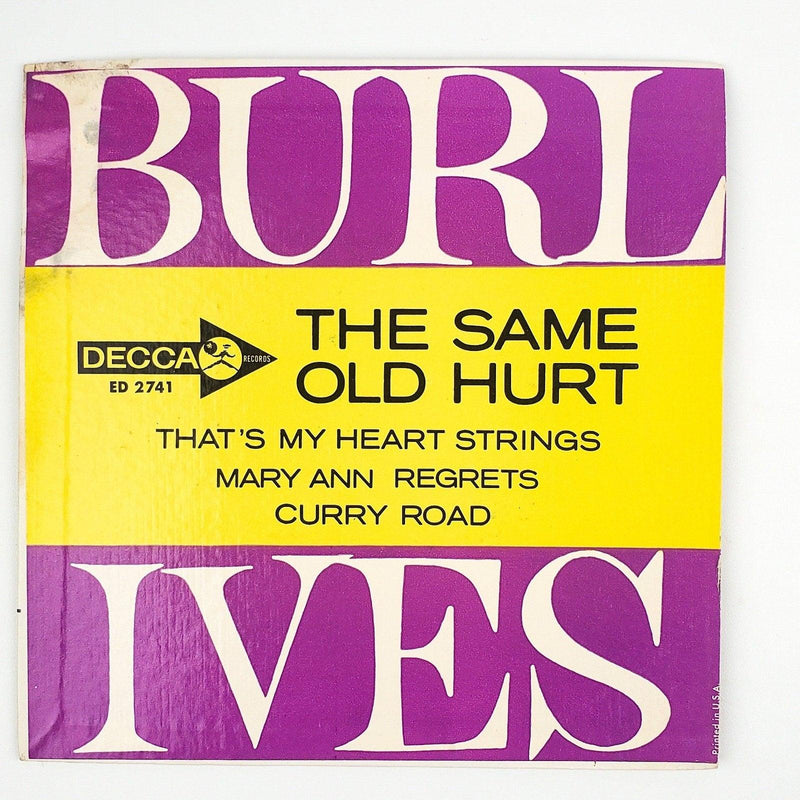 BURL
THE SAME
OLD HURT
DECCA RECORDS
ED 2741
THAT'S MY HEART STRINGS
MARY ANN REGRETS
CURRY ROAD
IVES
Printed in U.S.A.